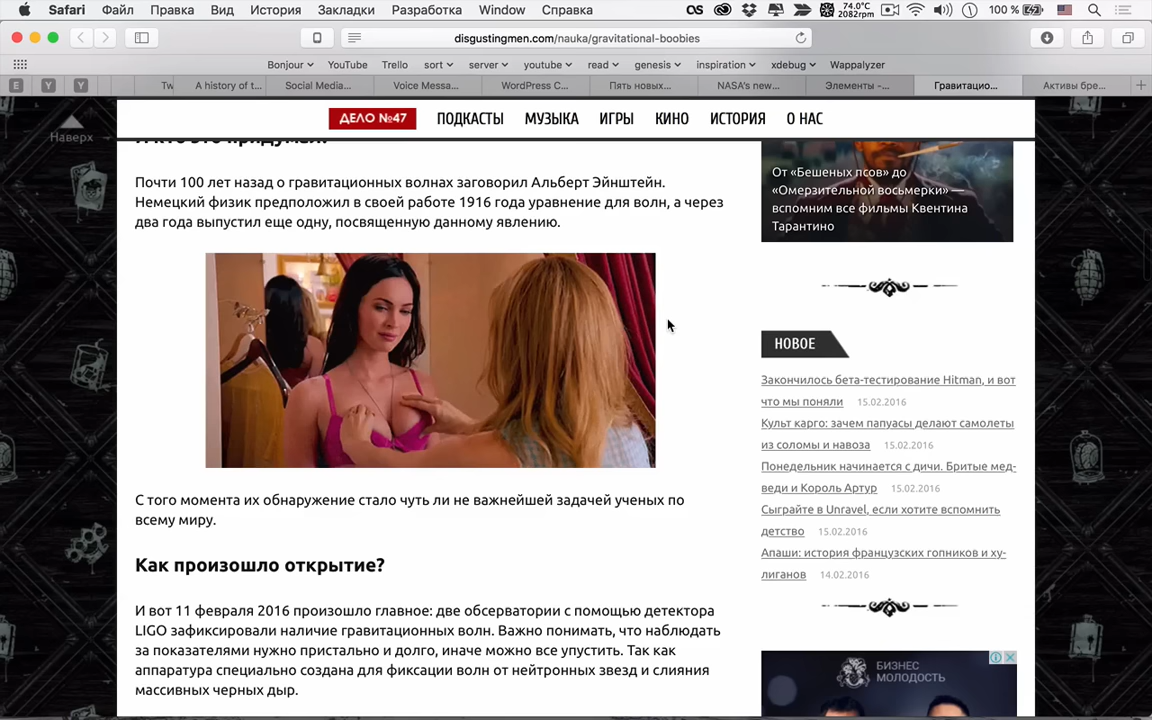 Safari Файл Правка Вид История Закладки Разработка Window Справка 74.0°C 2082rpm 100 %
disgustingmen.com/nauka/gravitational-boobies
Bonjour YouTube Trello sort server youtube read genesis inspiration xdebug Wappalyzer
E Y Y Tw A history of t... Social Media... Voice Messa... WordPress C... Пять новых... NASA's new... Элементы -... Гравитацио... Активы бре...
Наверх
ДЕЛО №47 ПОДКАСТЫ МУЗЫКА ИГРЫ КИНО ИСТОРИЯ О НАС
И кто это придумал?
Почти 100 лет назад о гравитационных волнах заговорил Альберт Эйнштейн.
Немецкий физик предположил в своей работе 1916 года уравнение для волн, а через
два года выпустил еще одну, посвященную данному явлению.
С того момента их обнаружение стало чуть ли не важнейшей задачей ученых по
всему миру.
Как произошло открытие?
И вот 11 февраля 2016 произошло главное: две обсерватории с помощью детектора
LIGO зафиксировали наличие гравитационных волн. Важно понимать, что наблюдать
за показателями нужно пристально и долго, иначе можно все упустить. Так как
аппаратура специально создана для фиксации волн от нейтронных звезд и слияния
массивных черных дыр.
От «Бешеных псов» до
«Омерзительной восьмерки» —
вспомним все фильмы Квентина
Тарантино
НОВОЕ
Закончилось бета-тестирование Hitman, и вот
что мы поняли 15.02.2016
Культ карго: зачем папуасы делают самолеты
из соломы и навоза 15.02.2016
Понедельник начинается с дичи. Бритые мед-
веди и Король Артур 15.02.2016
Сыграйте в Unravel, если хотите вспомнить
детство 15.02.2016
Апаши: история французских гопников и ху-
лиганов 14.02.2016
БИЗНЕС
МОЛОДОСТЬ